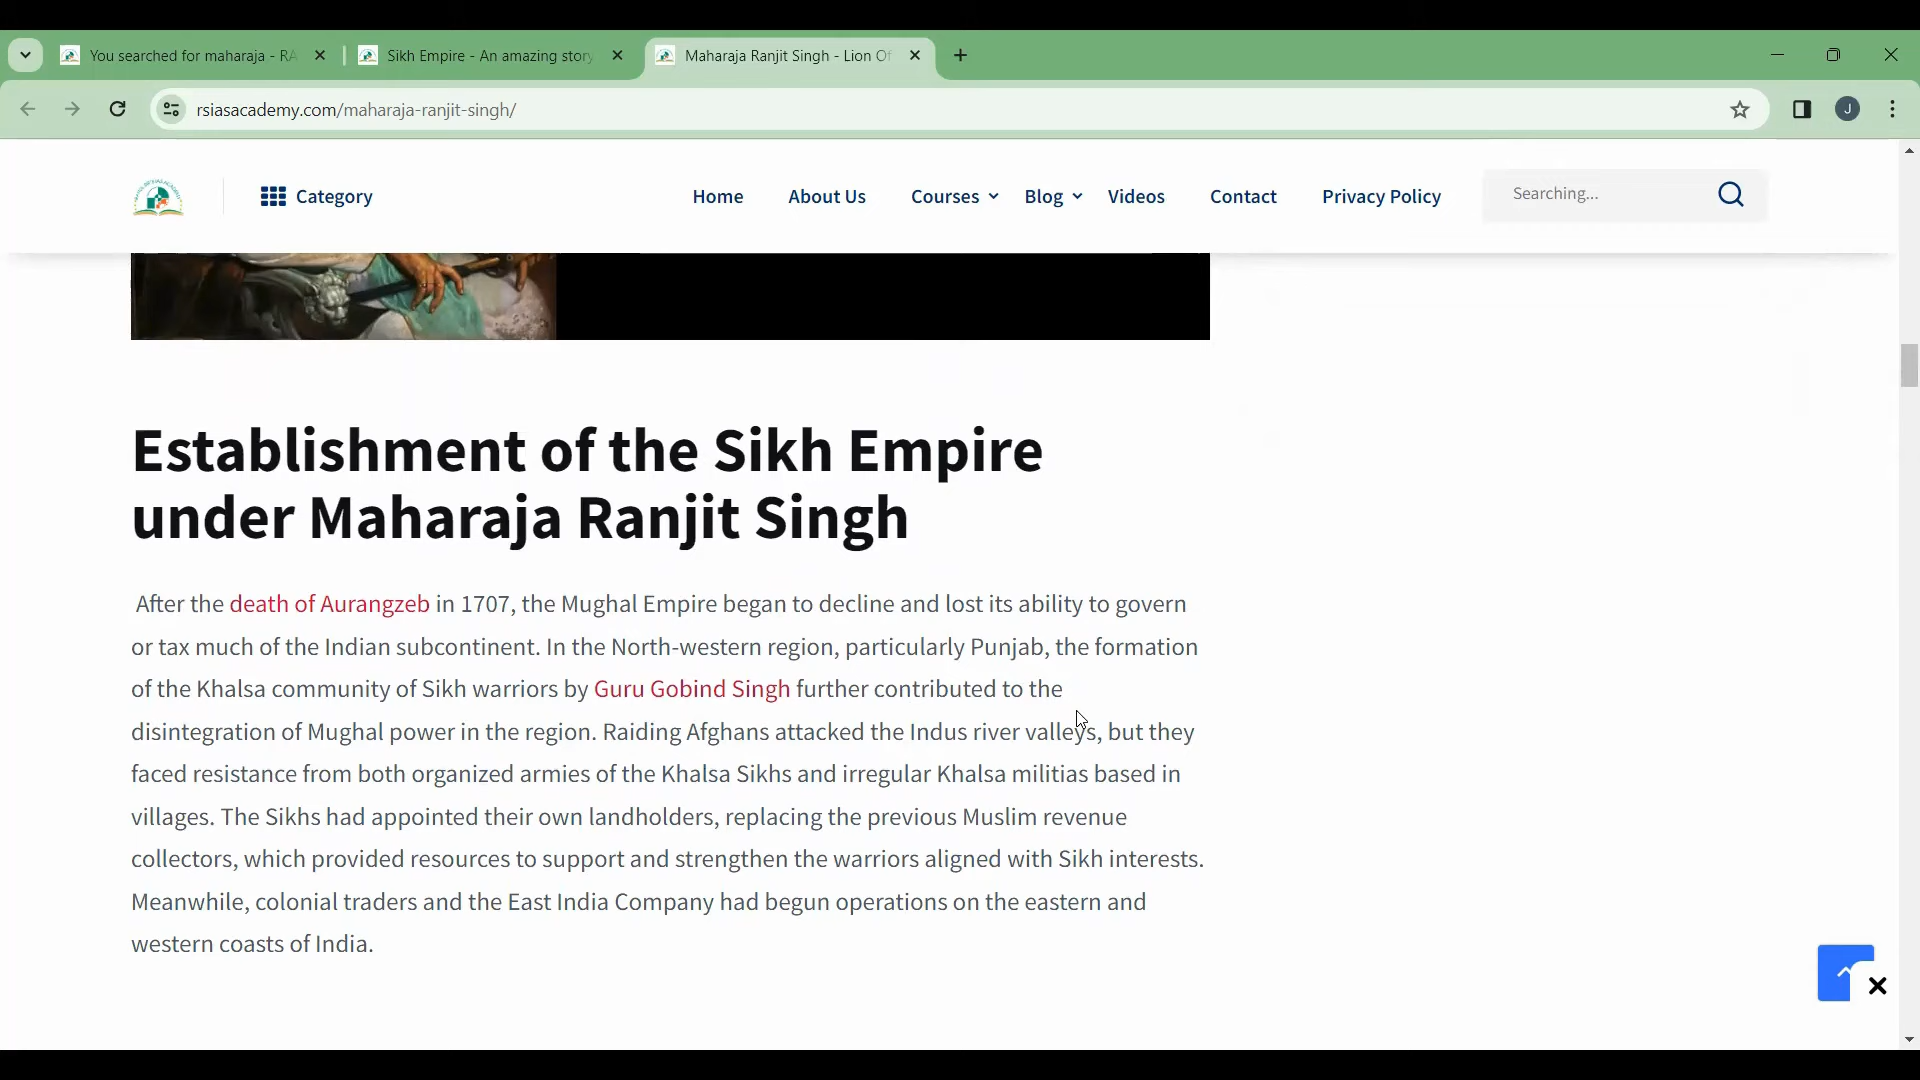 You searched for maharaja - RA
Sikh Empire - An amazing story
Maharaja Ranjit Singh - Lion Of
rsiasacademy.com/maharaja-ranjit-singh/
J
Category
Home
About Us
Courses
Blog
Videos
Contact
Privacy Policy
Searching...
Establishment of the Sikh Empire
under Maharaja Ranjit Singh
After the death of Aurangzeb in 1707, the Mughal Empire began to decline and lost its ability to govern
or tax much of the Indian subcontinent. In the North-western region, particularly Punjab, the formation
of the Khalsa community of Sikh warriors by Guru Gobind Singh further contributed to the
disintegration of Mughal power in the region. Raiding Afghans attacked the Indus river valleys, but they
faced resistance from both organized armies of the Khalsa Sikhs and irregular Khalsa militias based in
villages. The Sikhs had appointed their own landholders, replacing the previous Muslim revenue
collectors, which provided resources to support and strengthen the warriors aligned with Sikh interests.
Meanwhile, colonial traders and the East India Company had begun operations on the eastern and
western coasts of India.